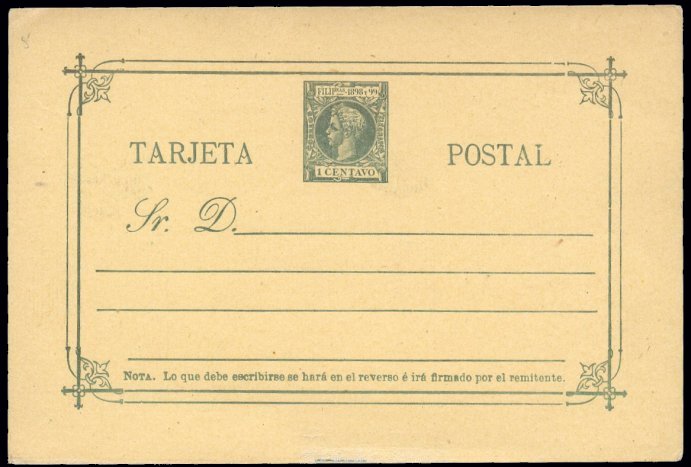 FILIPNAS. 1898 Y 99
TARJETA POSTAL
1 CENTAVO
Sr. D.
NOTA. Lo que debe escribirse se hará en el reverso é irá firmado por el remitente.